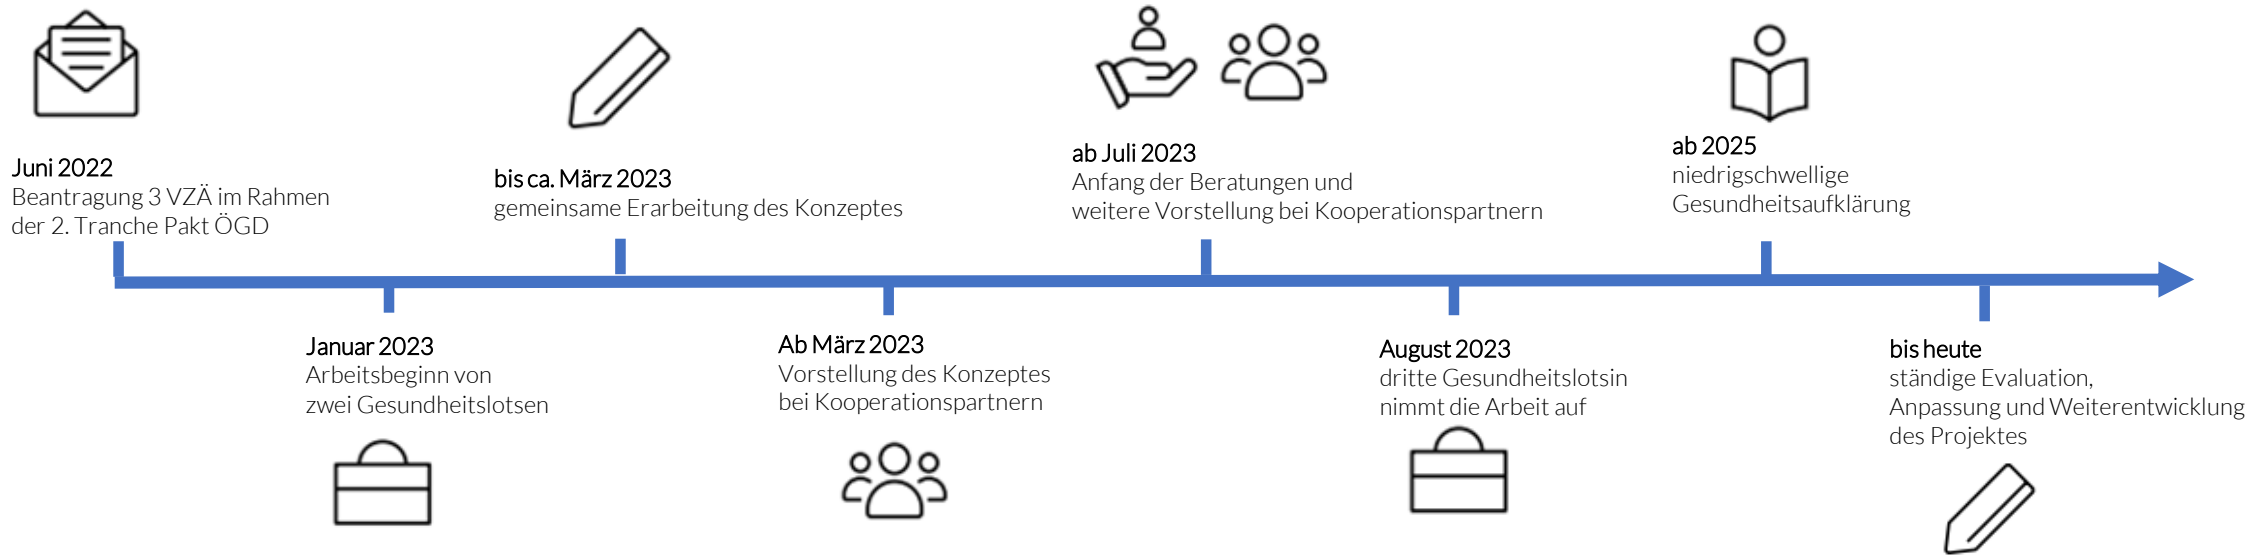 Juni 2022
Beantragung 3 VZÄ im Rahmen
der 2. Tranche Pakt ÖGD
Januar 2023
Arbeitsbeginn von
zwei Gesundheitslotsen
bis ca. März 2023
gemeinsame Erarbeitung des Konzeptes
Ab März 2023
Vorstellung des Konzeptes
bei Kooperationspartnern
ab Juli 2023
Anfang der Beratungen und
weitere Vorstellung bei Kooperationspartnern
August 2023
dritte Gesundheitslotsin
nimmt die Arbeit auf
ab 2025
niedrigschwellige
Gesundheitsaufklärung
bis heute
ständige Evaluation,
Anpassung und Weiterentwicklung
des Projektes